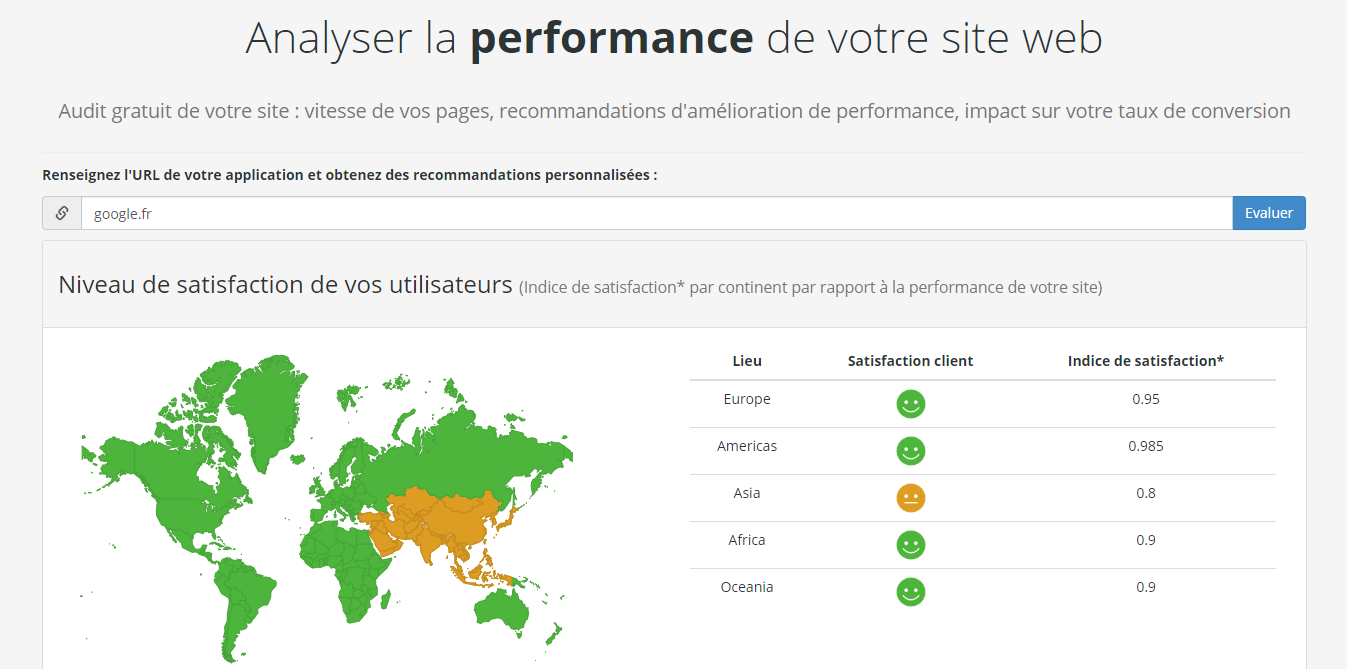 Analyser la performance de votre site web
Audit gratuit de votre site : vitesse de vos pages, recommandations d'amélioration de performance, impact sur votre taux de conversion
Renseignez l'URL de votre application et obtenez des recommandations personnalisées :
google.fr Evaluer
Niveau de satisfaction de vos utilisateurs (Indice de satisfaction* par continent par rapport à la performance de votre site)
Lieu Satisfaction client Indice de satisfaction*
Europe 0.95
Americas 0.985
Asia 0.8
Africa 0.9
Oceania 0.9